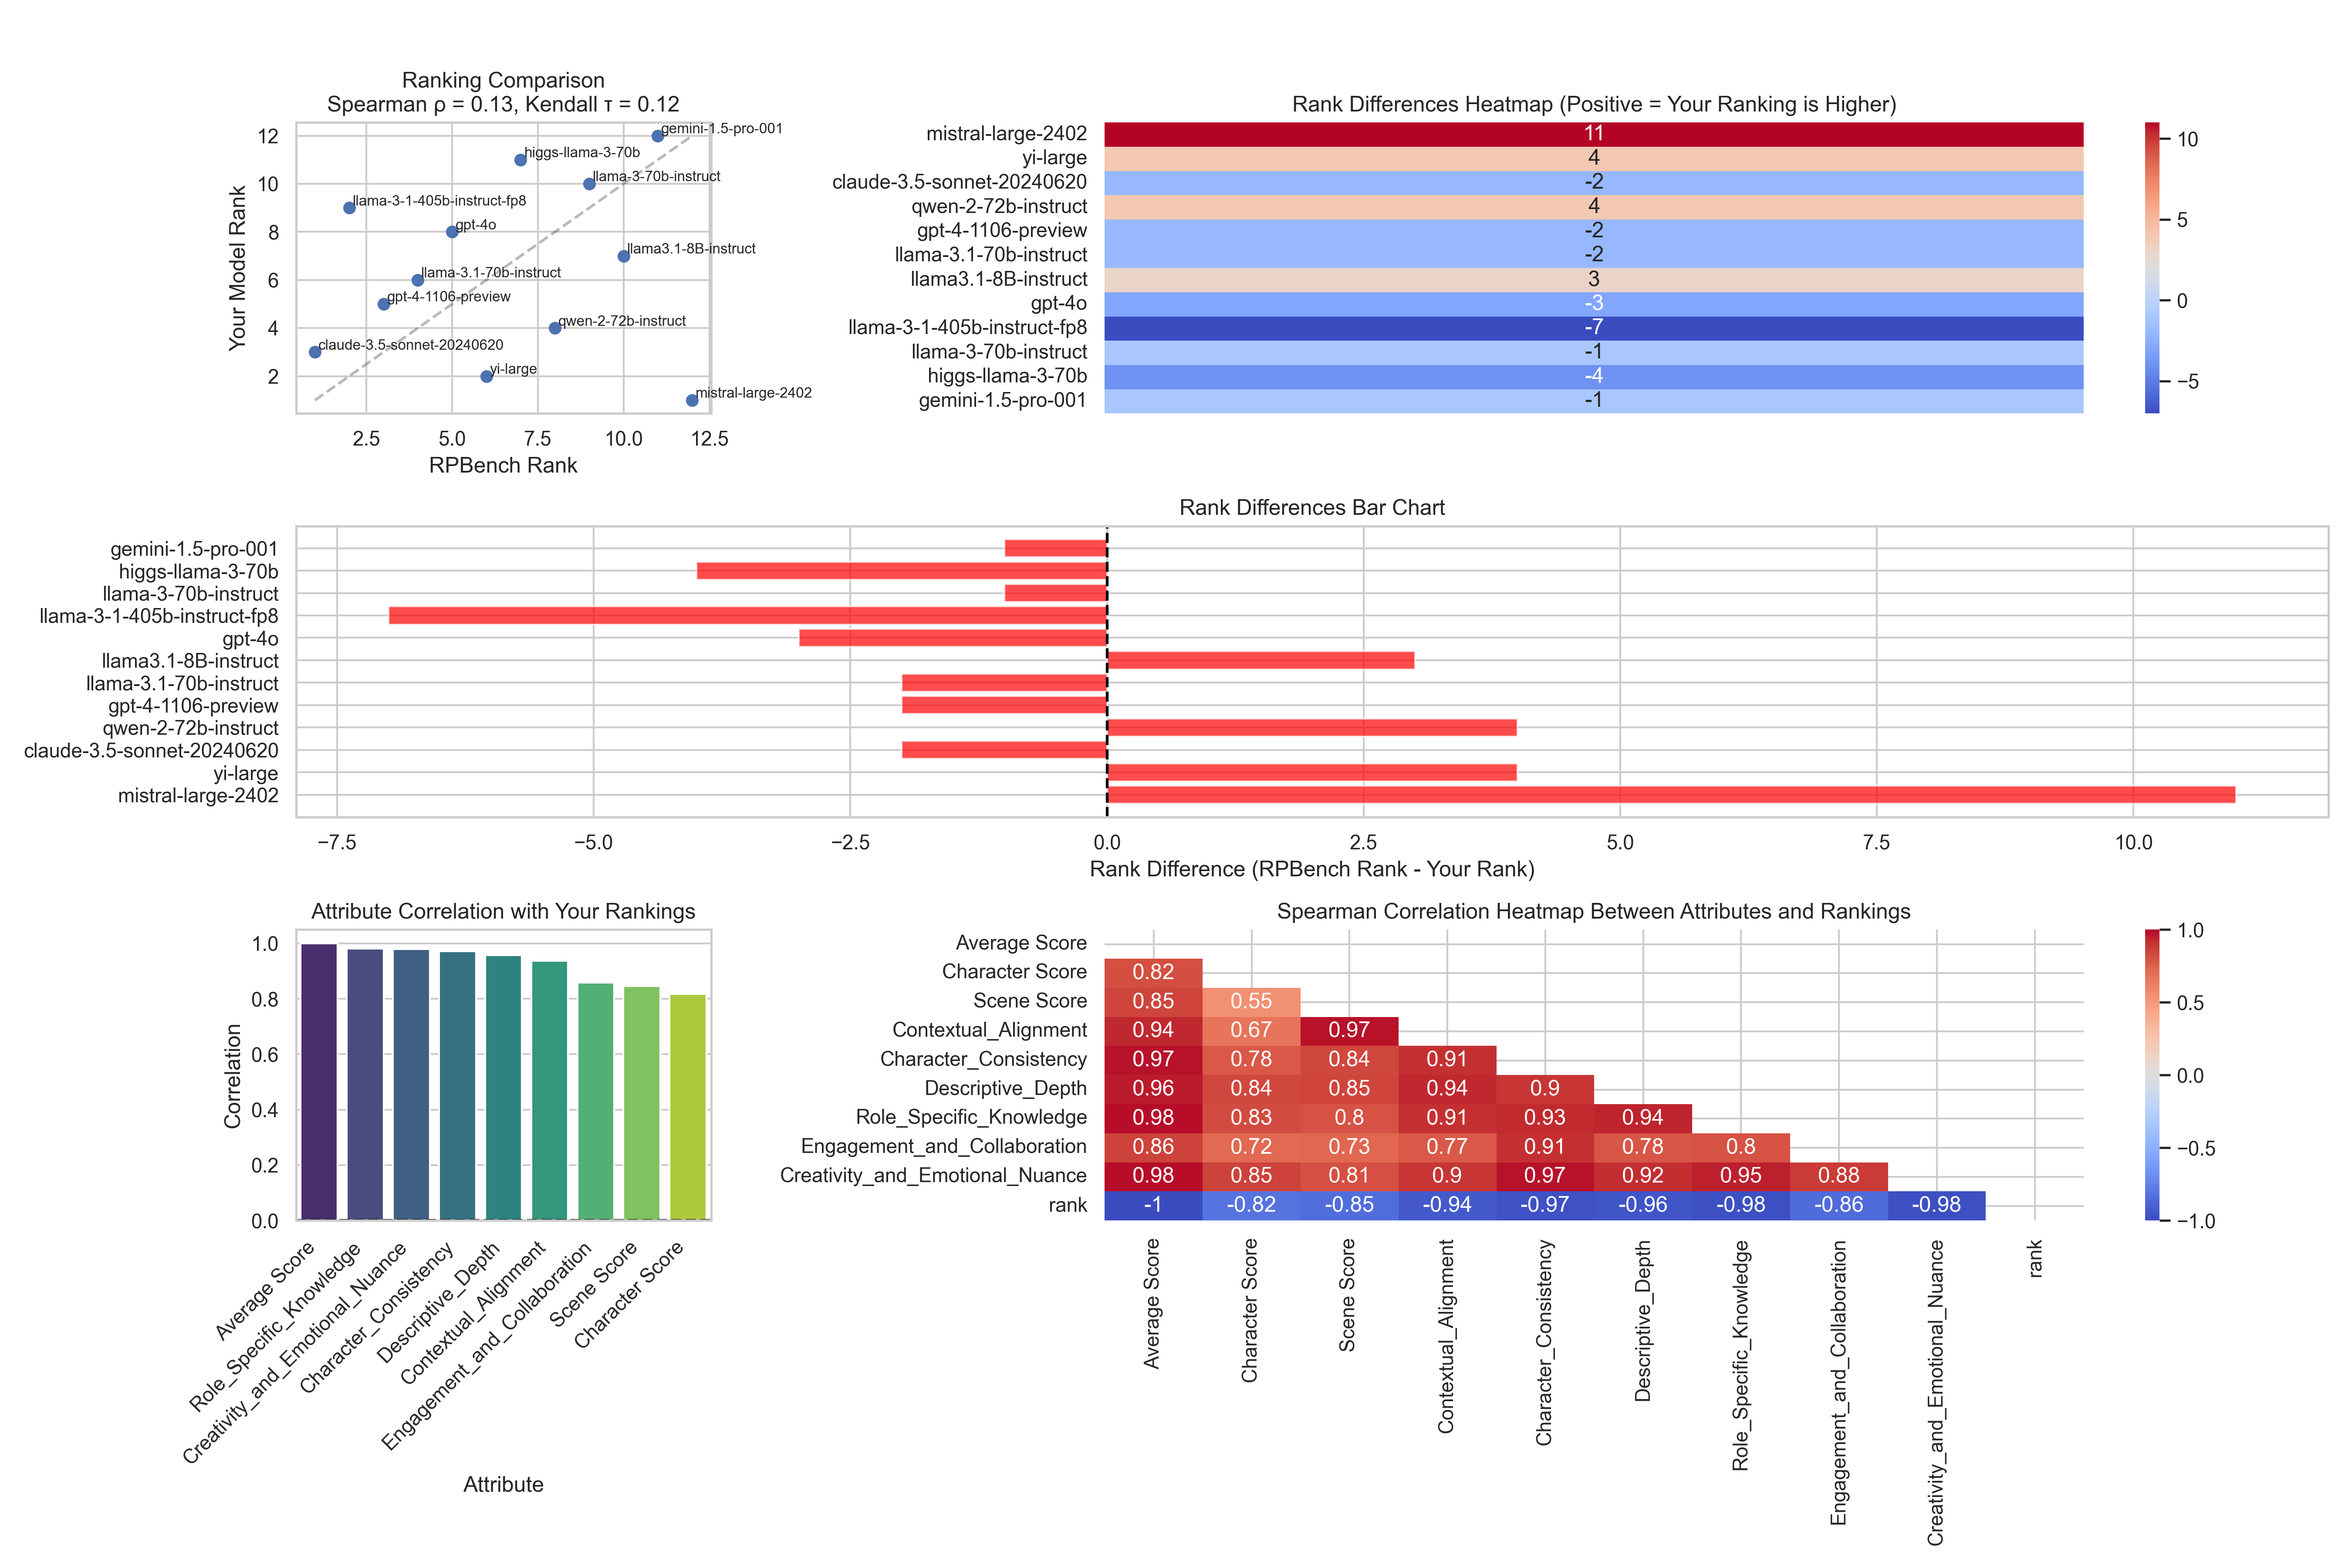 Ranking Comparison
Spearman ρ = 0.13, Kendall τ = 0.12
Your Model Rank
12
10
8
6
4
2
gemini-1.5-pro-001
higgs-llama-3-70b
llama-3-70b-instruct
llama-3-1-405b-instruct-fp8
gpt-4o
llama3.1-8B-instruct
llama-3.1-70b-instruct
gpt-4-1106-preview
qwen-2-72b-instruct
claude-3.5-sonnet-20240620
yi-large
mistral-large-2402
2.5 5.0 7.5 10.0 12.5
RPBench Rank
Rank Differences Heatmap (Positive = Your Ranking is Higher)
mistral-large-2402 11
yi-large 4
claude-3.5-sonnet-20240620 -2
qwen-2-72b-instruct 4
gpt-4-1106-preview -2
llama-3.1-70b-instruct -2
llama3.1-8B-instruct 3
gpt-4o -3
llama-3-1-405b-instruct-fp8 -7
llama-3-70b-instruct -1
higgs-llama-3-70b -4
gemini-1.5-pro-001 -1
10
5
0
−5
Rank Differences Bar Chart
gemini-1.5-pro-001
higgs-llama-3-70b
llama-3-70b-instruct
llama-3-1-405b-instruct-fp8
gpt-4o
llama3.1-8B-instruct
llama-3.1-70b-instruct
gpt-4-1106-preview
qwen-2-72b-instruct
claude-3.5-sonnet-20240620
yi-large
mistral-large-2402
−7.5 −5.0 −2.5 0.0 2.5 5.0 7.5 10.0
Rank Difference (RPBench Rank - Your Rank)
Attribute Correlation with Your Rankings
Correlation
1.0
0.8
0.6
0.4
0.2
0.0
Average Score
Role_Specific_Knowledge
Creativity_and_Emotional_Nuance
Character_Consistency
Descriptive_Depth
Contextual_Alignment
Engagement_and_Collaboration
Scene Score
Character Score
Attribute
Spearman Correlation Heatmap Between Attributes and Rankings
Average Score
Character Score 0.82
Scene Score 0.85 0.55
Contextual_Alignment 0.94 0.67 0.97
Character_Consistency 0.97 0.78 0.84 0.91
Descriptive_Depth 0.96 0.84 0.85 0.94 0.9
Role_Specific_Knowledge 0.98 0.83 0.8 0.91 0.93 0.94
Engagement_and_Collaboration 0.86 0.72 0.73 0.77 0.91 0.78 0.8
Creativity_and_Emotional_Nuance 0.98 0.85 0.81 0.9 0.97 0.92 0.95 0.88
rank -1 -0.82 -0.85 -0.94 -0.97 -0.96 -0.98 -0.86 -0.98
Average Score
Character Score
Scene Score
Contextual_Alignment
Character_Consistency
Descriptive_Depth
Role_Specific_Knowledge
Engagement_and_Collaboration
Creativity_and_Emotional_Nuance
rank
1.0
0.5
0.0
−0.5
−1.0